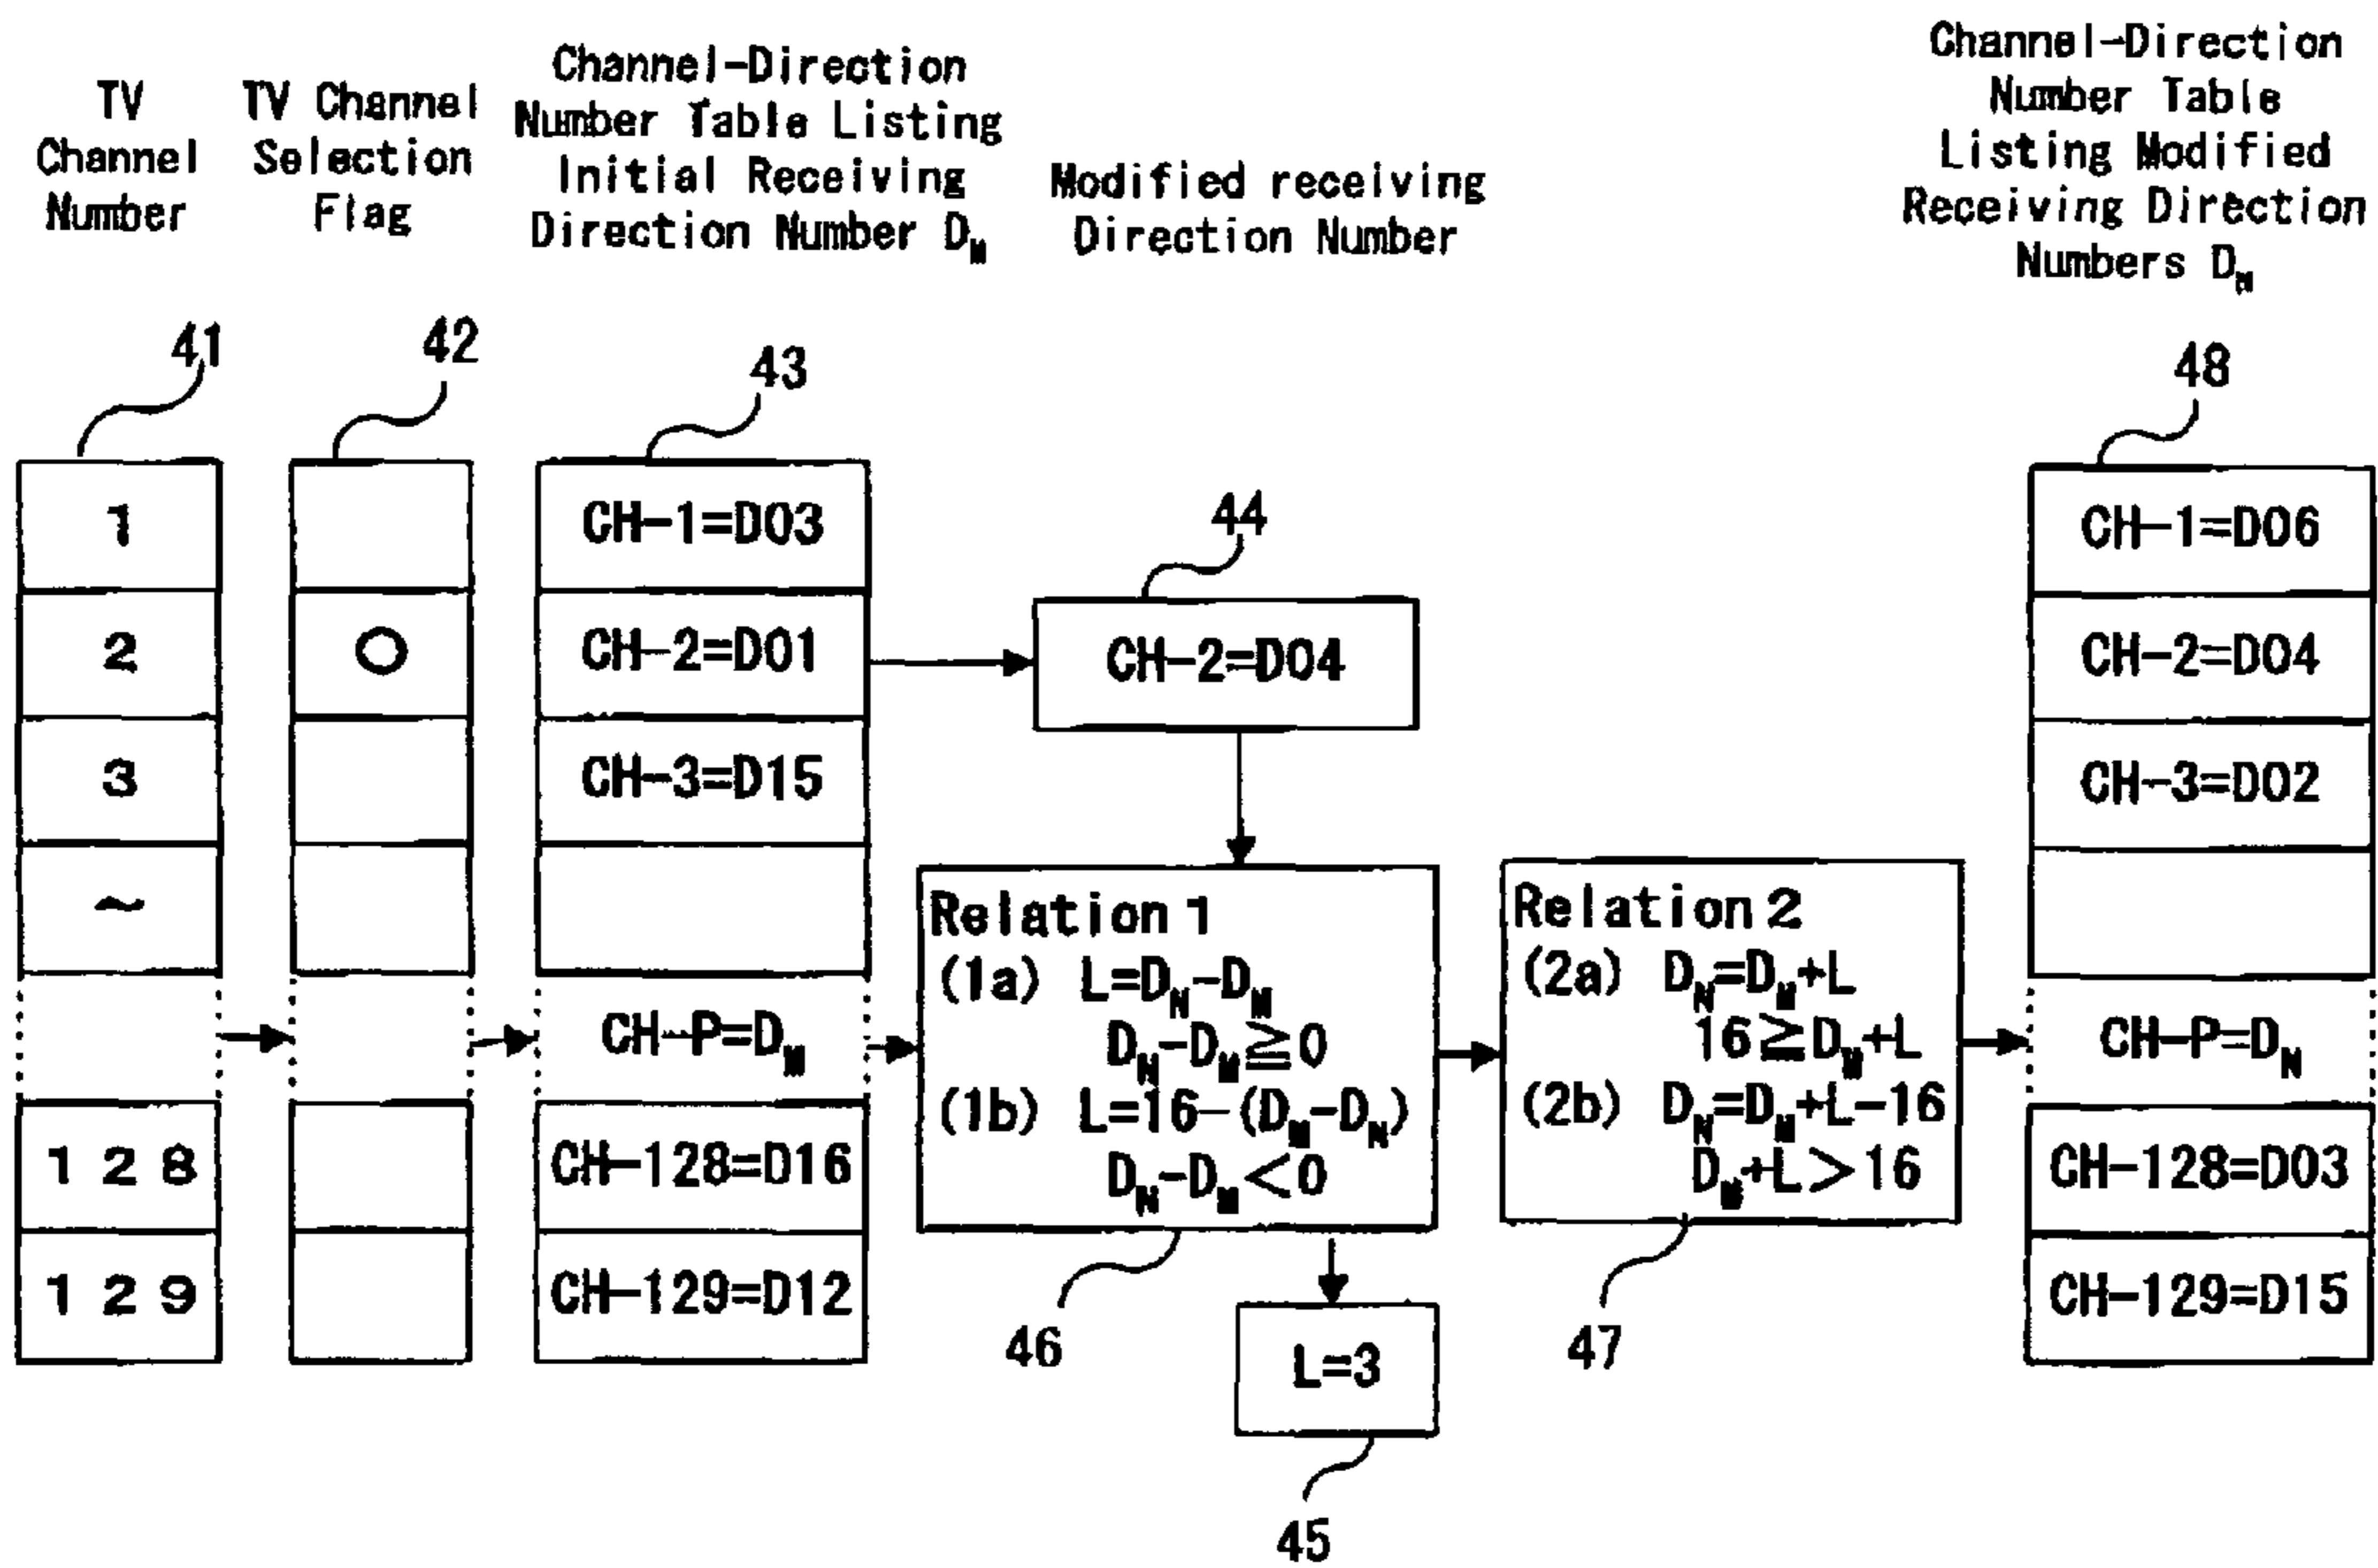 TV
Channel
Number
TV Channel
Selection
Flag
Channel-Direction
Number Table Listing
Initial Receiving
Direction Number D_M
Modified receiving
Direction Number
Channel-Direction
Number Table
Listing Modified
Receiving Direction
Numbers D_N
41
42
43
44
48
1
2
3
~
128
129
O
CH-1=D03
CH-2=D01
CH-3=D15
CH-P=D_M
CH-128=D16
CH-129=D12
CH-2=D04
Relation 1
(1a) L=D_N-D_M
D_N-D_M≧0
(1b) L=16-(D_M-D_N)
D_N-D_M<0
46
L=3
45
Relation 2
(2a) D_N=D_M+L
16≧D_M+L
(2b) D_N=D_M+L-16
D_M+L>16
47
CH-1=D06
CH-2=D04
CH-3=D02
CH-P=D_N
CH-128=D03
CH-129=D15